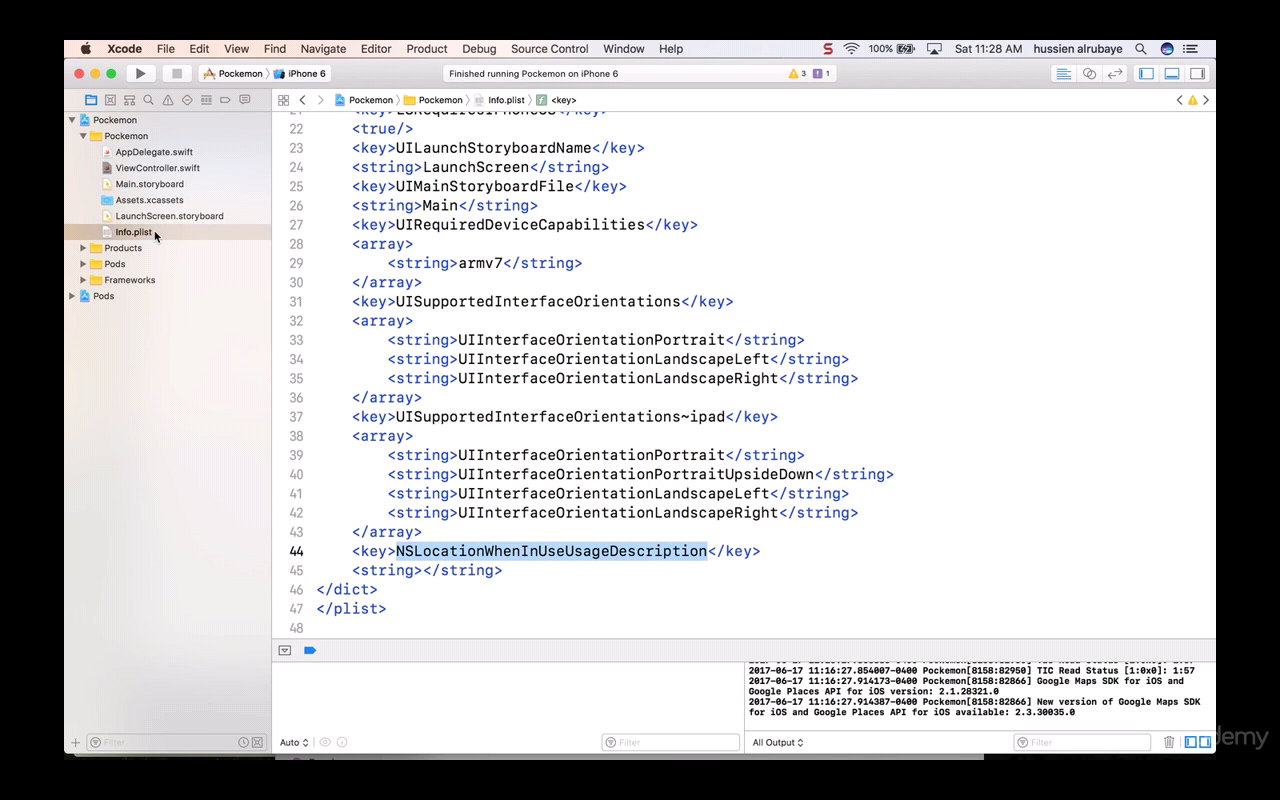 Xcode File Edit View Find Navigate Editor Product Debug Source Control Window Help 100% Sat 11:28 AM hussien alrubaye
Pockemon iPhone 6 Finished running Pockemon on iPhone 6 3 1
Pockemon Pockemon Info.plist <key>
Pockemon
Pockemon
AppDelegate.swift
ViewController.swift
Main.storyboard
Assets.xcassets
LaunchScreen.storyboard
Info.plist
Products
Pods
Frameworks
Pods
22 <true/>
23 <key>UILaunchStoryboardName</key>
24 <string>LaunchScreen</string>
25 <key>UIMainStoryboardFile</key>
26 <string>Main</string>
27 <key>UIRequiredDeviceCapabilities</key>
28 <array>
29 <string>armv7</string>
30 </array>
31 <key>UISupportedInterfaceOrientations</key>
32 <array>
33 <string>UIInterfaceOrientationPortrait</string>
34 <string>UIInterfaceOrientationLandscapeLeft</string>
35 <string>UIInterfaceOrientationLandscapeRight</string>
36 </array>
37 <key>UISupportedInterfaceOrientations~ipad</key>
38 <array>
39 <string>UIInterfaceOrientationPortrait</string>
40 <string>UIInterfaceOrientationPortraitUpsideDown</string>
41 <string>UIInterfaceOrientationLandscapeLeft</string>
42 <string>UIInterfaceOrientationLandscapeRight</string>
43 </array>
44 <key>NSLocationWhenInUseUsageDescription</key>
45 <string></string>
46 </dict>
47 </plist>
48
2017-06-17 11:16:27.854007-0400 Pockemon[8158:82950] TIC Read Status [1:0x0]: 1:57
2017-06-17 11:16:27.914173-0400 Pockemon[8158:82866] Google Maps SDK for iOS and
Google Places API for iOS version: 2.1.28321.0
2017-06-17 11:16:27.914387-0400 Pockemon[8158:82866] New version of Google Maps SDK
for iOS and Google Places API for iOS available: 2.3.30035.0
Filter Auto Filter All Output Filter